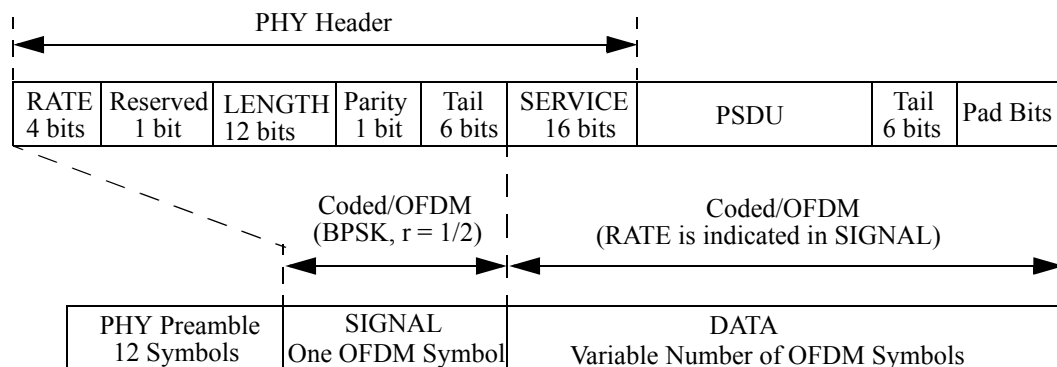 PHY Header
RATE Reserved LENGTH Parity Tail SERVICE PSDU Tail Pad Bits
4 bits 1 bit 12 bits 1 bit 6 bits 16 bits 6 bits
Coded/OFDM Coded/OFDM
(BPSK, r = 1/2) (RATE is indicated in SIGNAL)
PHY Preamble SIGNAL DATA
12 Symbols One OFDM Symbol Variable Number of OFDM Symbols